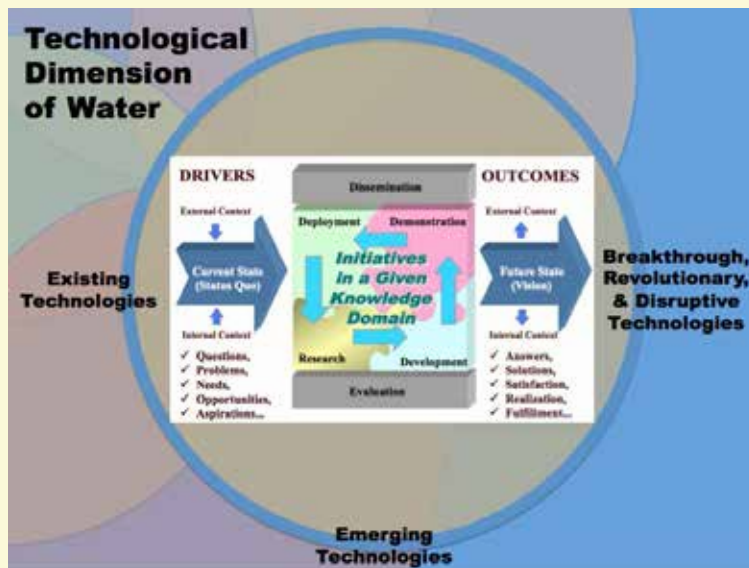 Technological
Dimension
of Water
DRIVERS
External Context
Current State
(Status Quo)
Internal Context
✓ Questions,
✓ Problems,
✓ Needs,
✓ Opportunities,
✓ Aspirations...
Dissemination
Deployment
Demonstration
Initiatives
in a Given
Knowledge
Domain
Research
Development
Evaluation
OUTCOMES
External Context
Future State
(Vision)
Internal Context
✓ Answers,
✓ Solutions,
✓ Satisfaction,
✓ Realization,
✓ Fulfillment...
Existing
Technologies
Breakthrough,
Revolutionary,
& Disruptive
Technologies
Emerging
Technologies